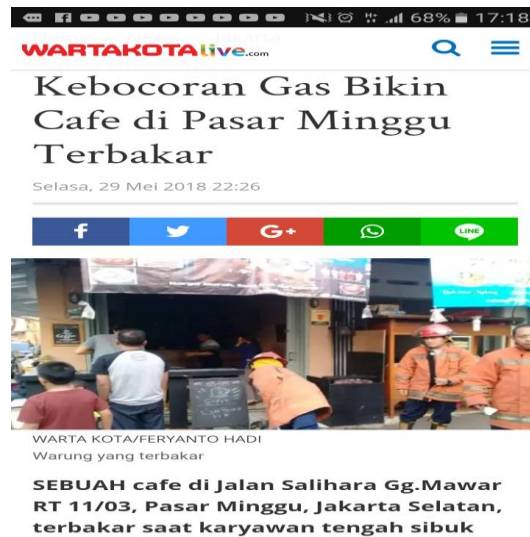 68% 17:18
WARTAKOTAlive.com
Kebocoran Gas Bikin
Cafe di Pasar Minggu
Terbakar
Selasa, 29 Mei 2018 22:26
f G+ LINE
WARTA KOTA/FERYANTO HADI
Warung yang terbakar
SEBUAH cafe di Jalan Salihara Gg.Mawar
RT 11/03, Pasar Minggu, Jakarta Selatan,
terbakar saat karyawan tengah sibuk